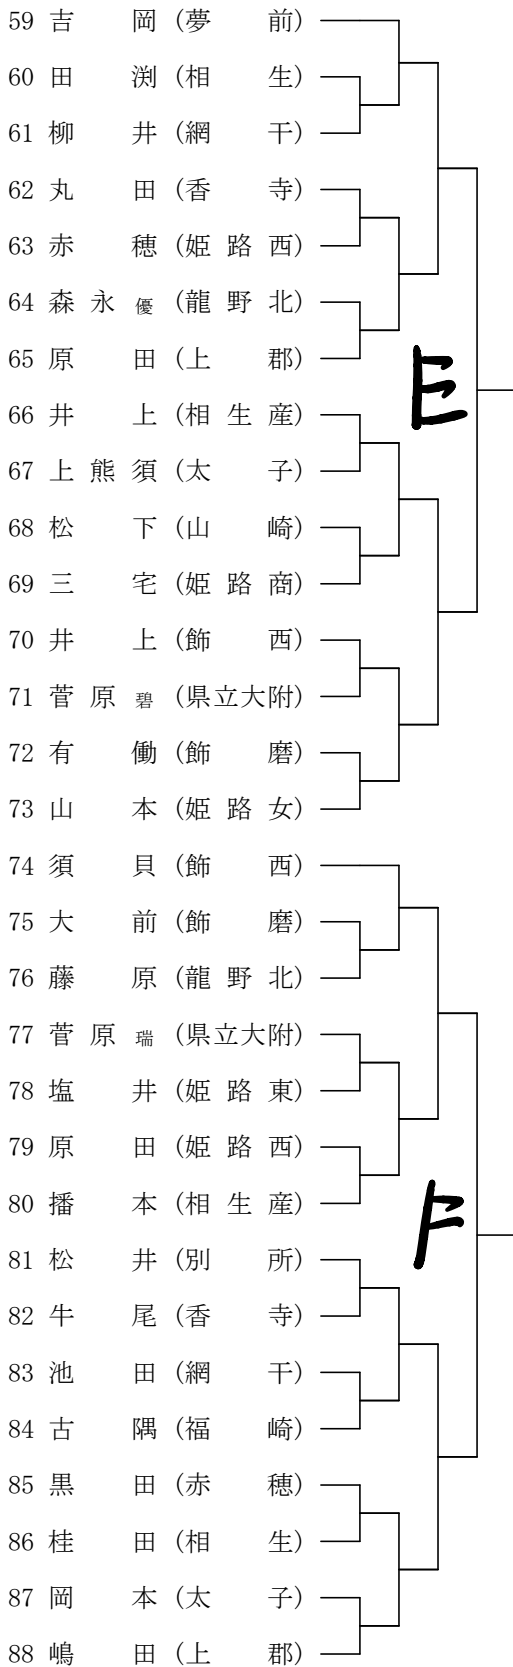 59 吉岡 (夢前)
60 田渕 (相生)
61 柳井 (網干)
62 丸田 (香寺)
63 赤穂 (姫路西)
64 森永優 (龍野北)
65 原田 (上郡)
E
66 井上 (相生産)
67 上熊須 (太子)
68 松下 (山崎)
69 三宅 (姫路商)
70 井上 (飾西)
71 菅原碧 (県立大附)
72 有働 (飾磨)
73 山本 (姫路女)
74 須貝 (飾西)
75 大前 (飾磨)
76 藤原 (龍野北)
77 菅原瑞 (県立大附)
78 塩井 (姫路東)
79 原田 (姫路西)
80 播本 (相生産)
F
81 松井 (別所)
82 牛尾 (香寺)
83 池田 (網干)
84 古隅 (福崎)
85 黒田 (赤穂)
86 桂田 (相生)
87 岡本 (太子)
88 嶋田 (上郡)